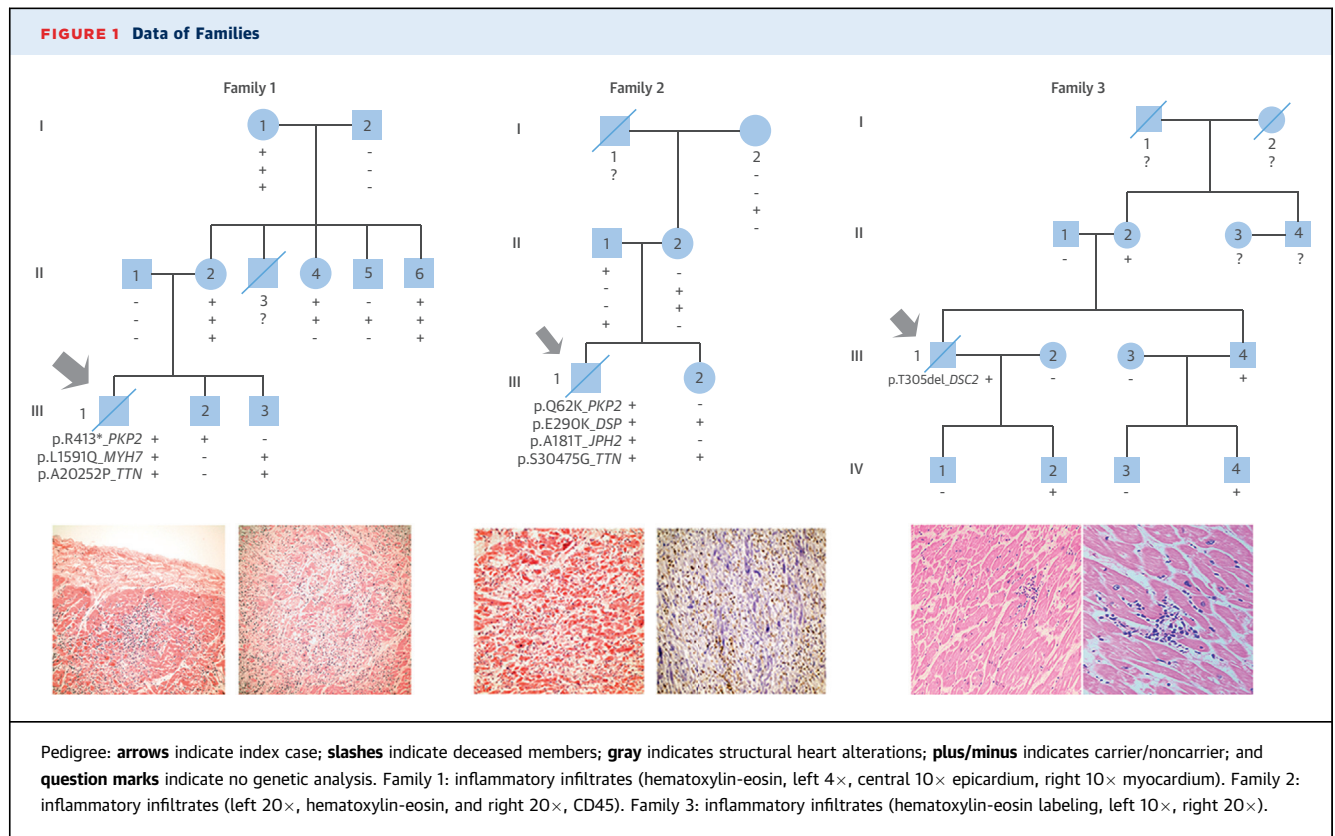 FIGURE 1 Data of Families
Family 1
Family 2
Family 3
I
1
2
+ -
+ -
+ -
II
1
2
3
4
5
6
- + ? + - +
- + + + +
- + - - +
III
1
2
3
p.R413*_PKP2 + + -
p.L1591Q_MYH7 + - +
p.A20252P_TTN + - +
I
1
?
2
-
-
+
-
II
1
2
+ -
- +
- +
+ -
III
1
2
p.Q62K_PKP2 + -
p.E290K_DSP + +
p.A181T_JPH2 + -
p.S30475G_TTN + +
I
1 2
? ?
II
1
2
3
4
- + ? ?
III
1
2
3
4
p.T305del_DSC2 + - - +
IV
1
2
3
4
- + - +
Pedigree: arrows indicate index case; slashes indicate deceased members; gray indicates structural heart alterations; plus/minus indicates carrier/noncarrier; and
question marks indicate no genetic analysis. Family 1: inflammatory infiltrates (hematoxylin-eosin, left 4×, central 10× epicardium, right 10× myocardium). Family 2:
inflammatory infiltrates (left 20×, hematoxylin-eosin, and right 20×, CD45). Family 3: inflammatory infiltrates (hematoxylin-eosin labeling, left 10×, right 20×).